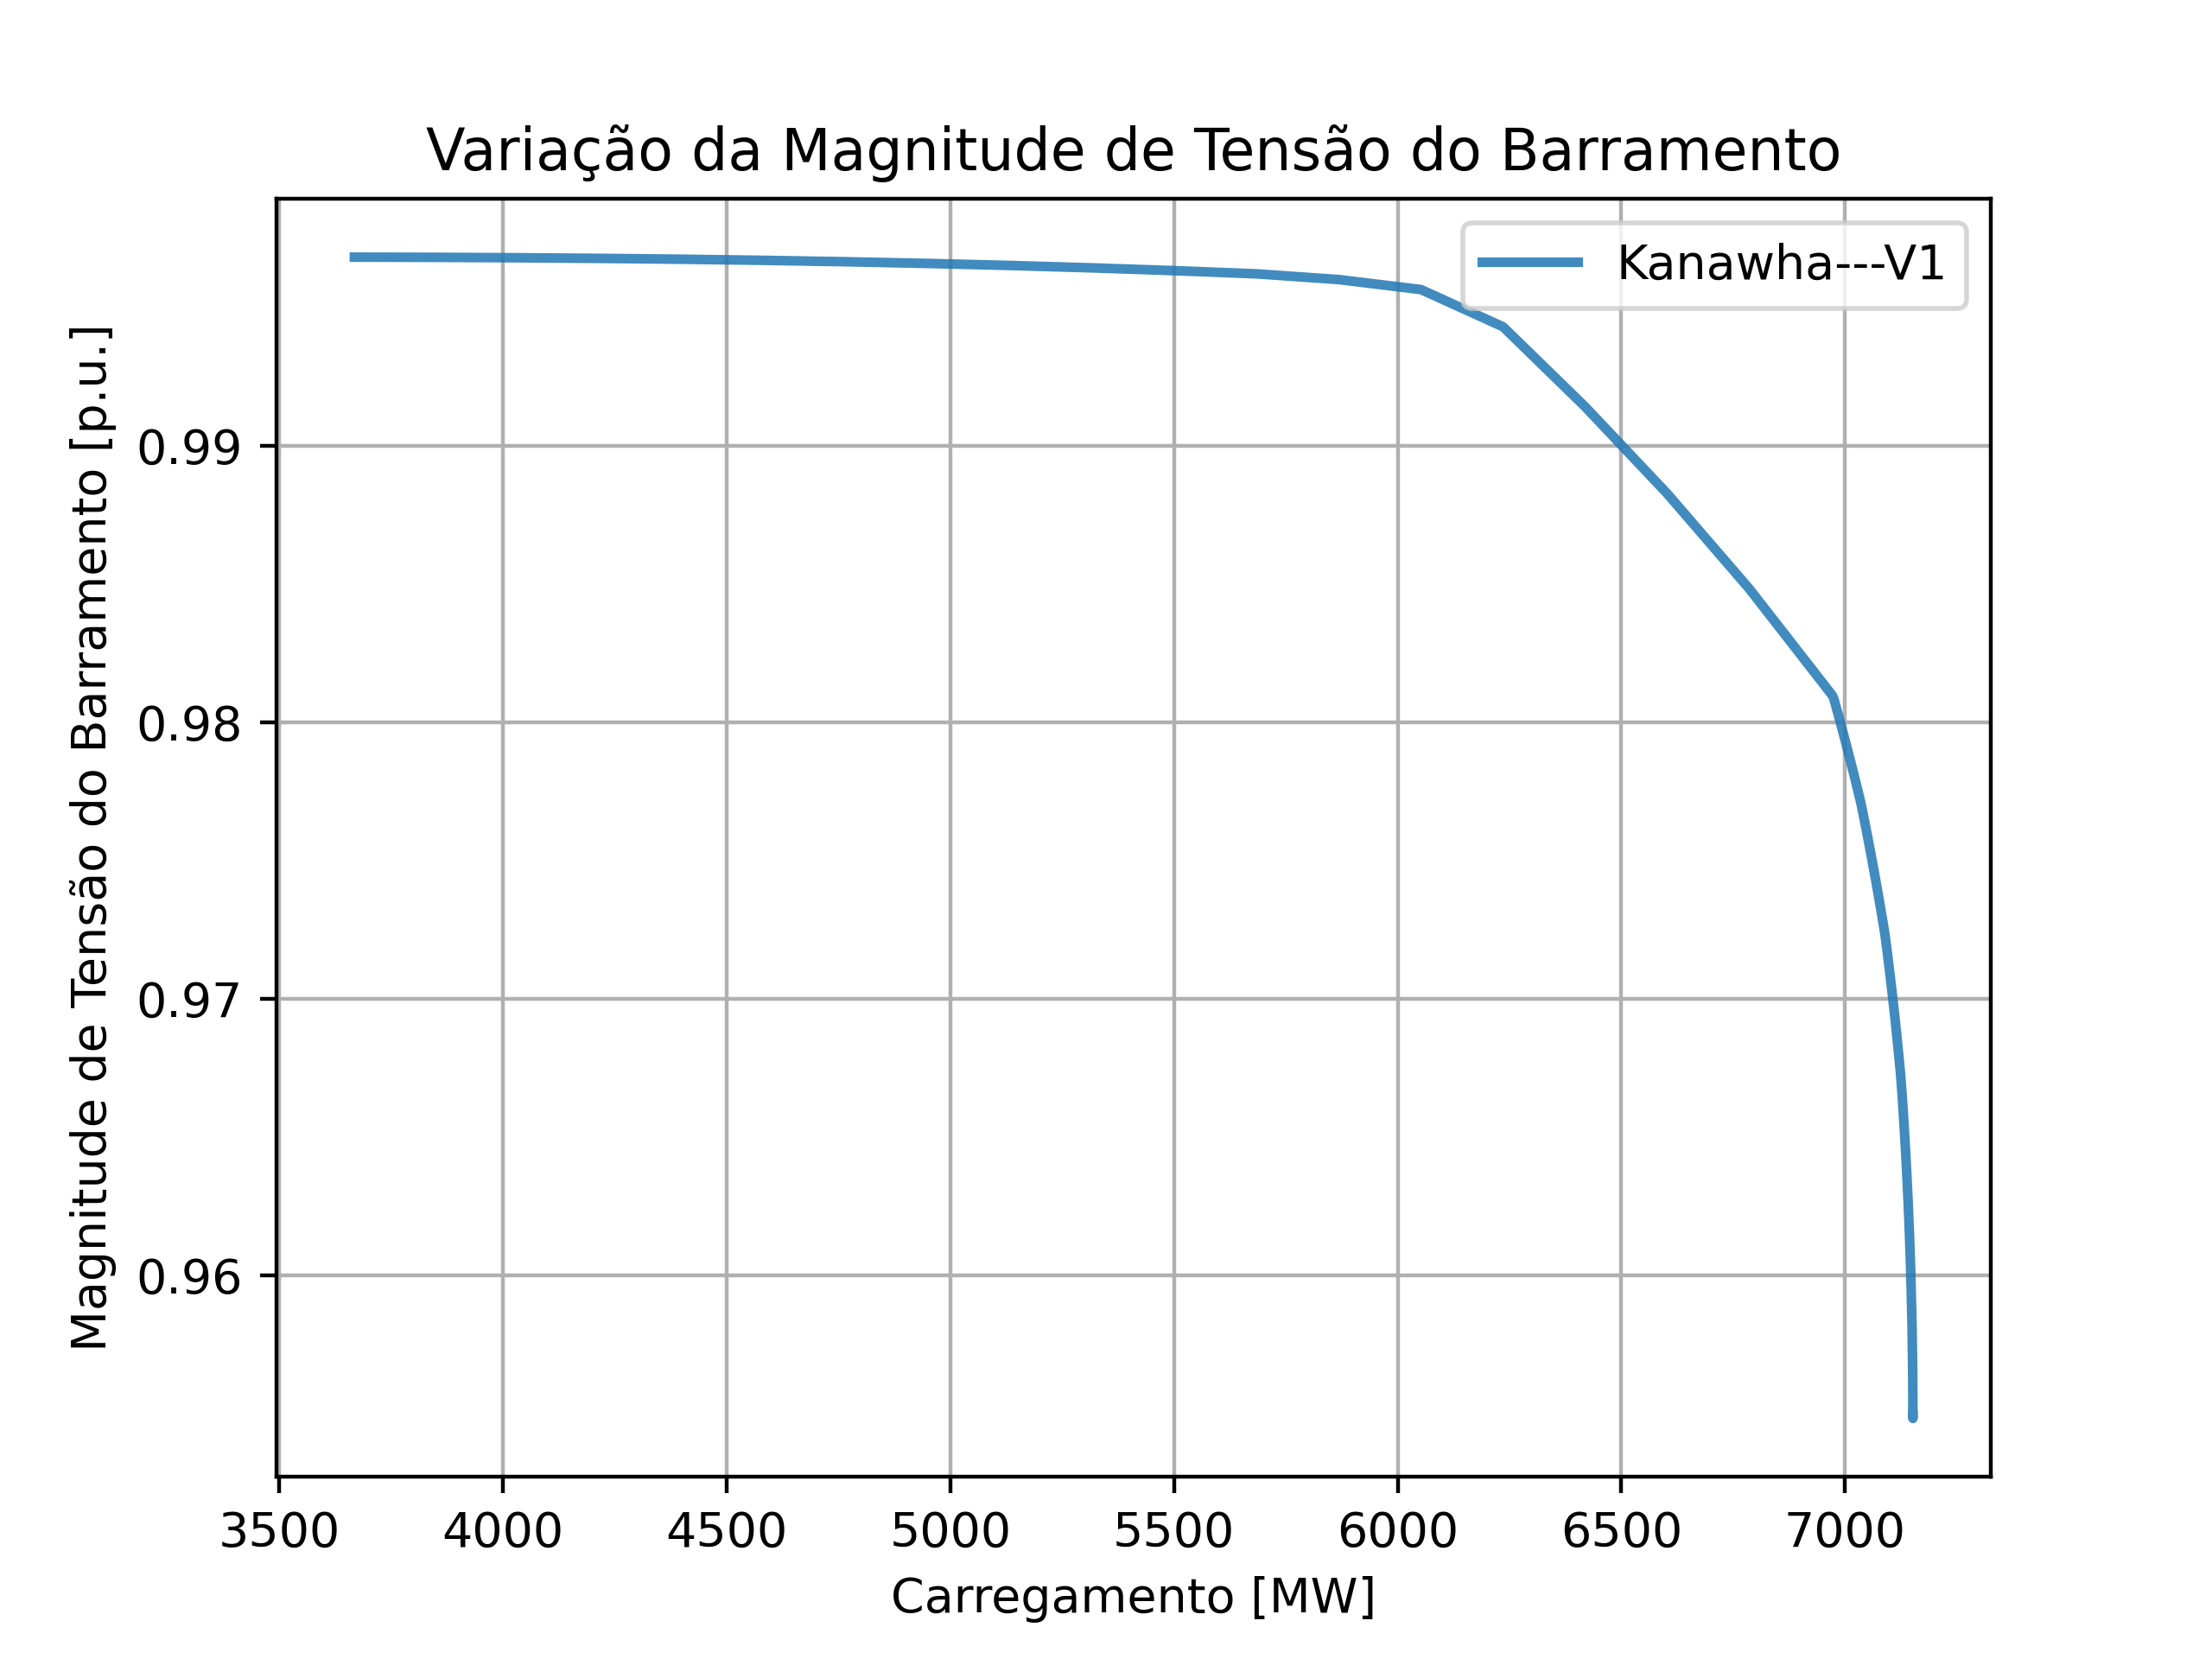 Variação da Magnitude de Tensão do Barramento
Kanawha---V1
Magnitude de Tensão do Barramento [p.u.]
0.99
0.98
0.97
0.96
3500 4000 4500 5000 5500 6000 6500 7000
Carregamento [MW]